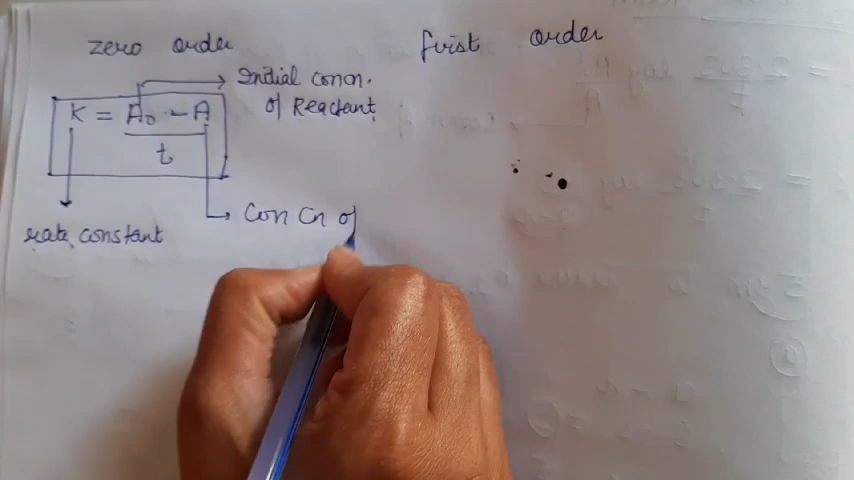 zero order
first order
Initial concn.
K = A₀ - A
of Reactant
t
Con Cn of
rate constant